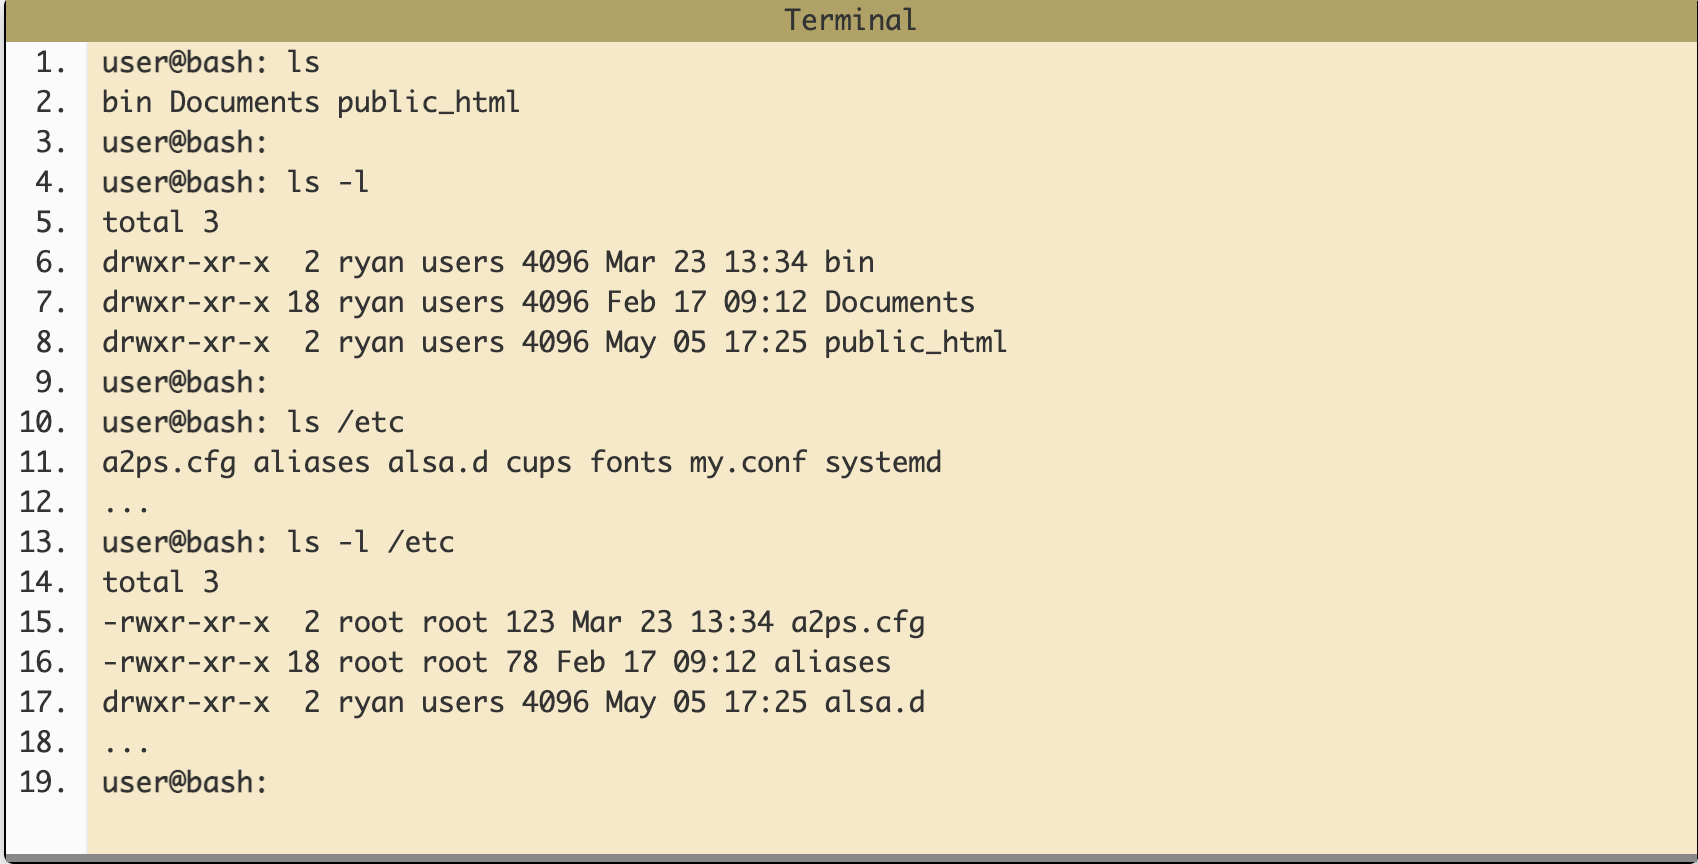 Terminal
1. user@bash: ls
2. bin Documents public_html
3. user@bash:
4. user@bash: ls -l
5. total 3
6. drwxr-xr-x  2 ryan users 4096 Mar 23 13:34 bin
7. drwxr-xr-x 18 ryan users 4096 Feb 17 09:12 Documents
8. drwxr-xr-x  2 ryan users 4096 May 05 17:25 public_html
9. user@bash:
10. user@bash: ls /etc
11. a2ps.cfg aliases alsa.d cups fonts my.conf systemd
12. ...
13. user@bash: ls -l /etc
14. total 3
15. -rwxr-xr-x  2 root root 123 Mar 23 13:34 a2ps.cfg
16. -rwxr-xr-x 18 root root 78 Feb 17 09:12 aliases
17. drwxr-xr-x  2 ryan users 4096 May 05 17:25 alsa.d
18. ...
19. user@bash: